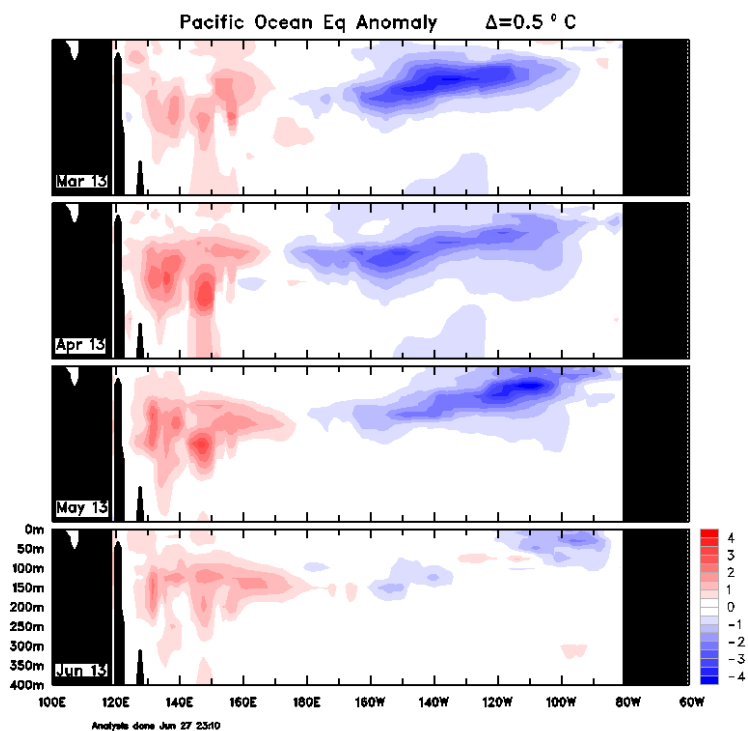 Pacific Ocean Eq Anomaly Δ=0.5 ° C
Mar 13
Apr 13
May 13
Jun 13
0m
50m
100m
150m
200m
250m
300m
350m
400m
100E 120E 140E 160E 180E 160W 140W 120W 100W 80W 60W
4
3
2
1
0
-1
-2
-3
-4
Analysis done Jun 27 23:10